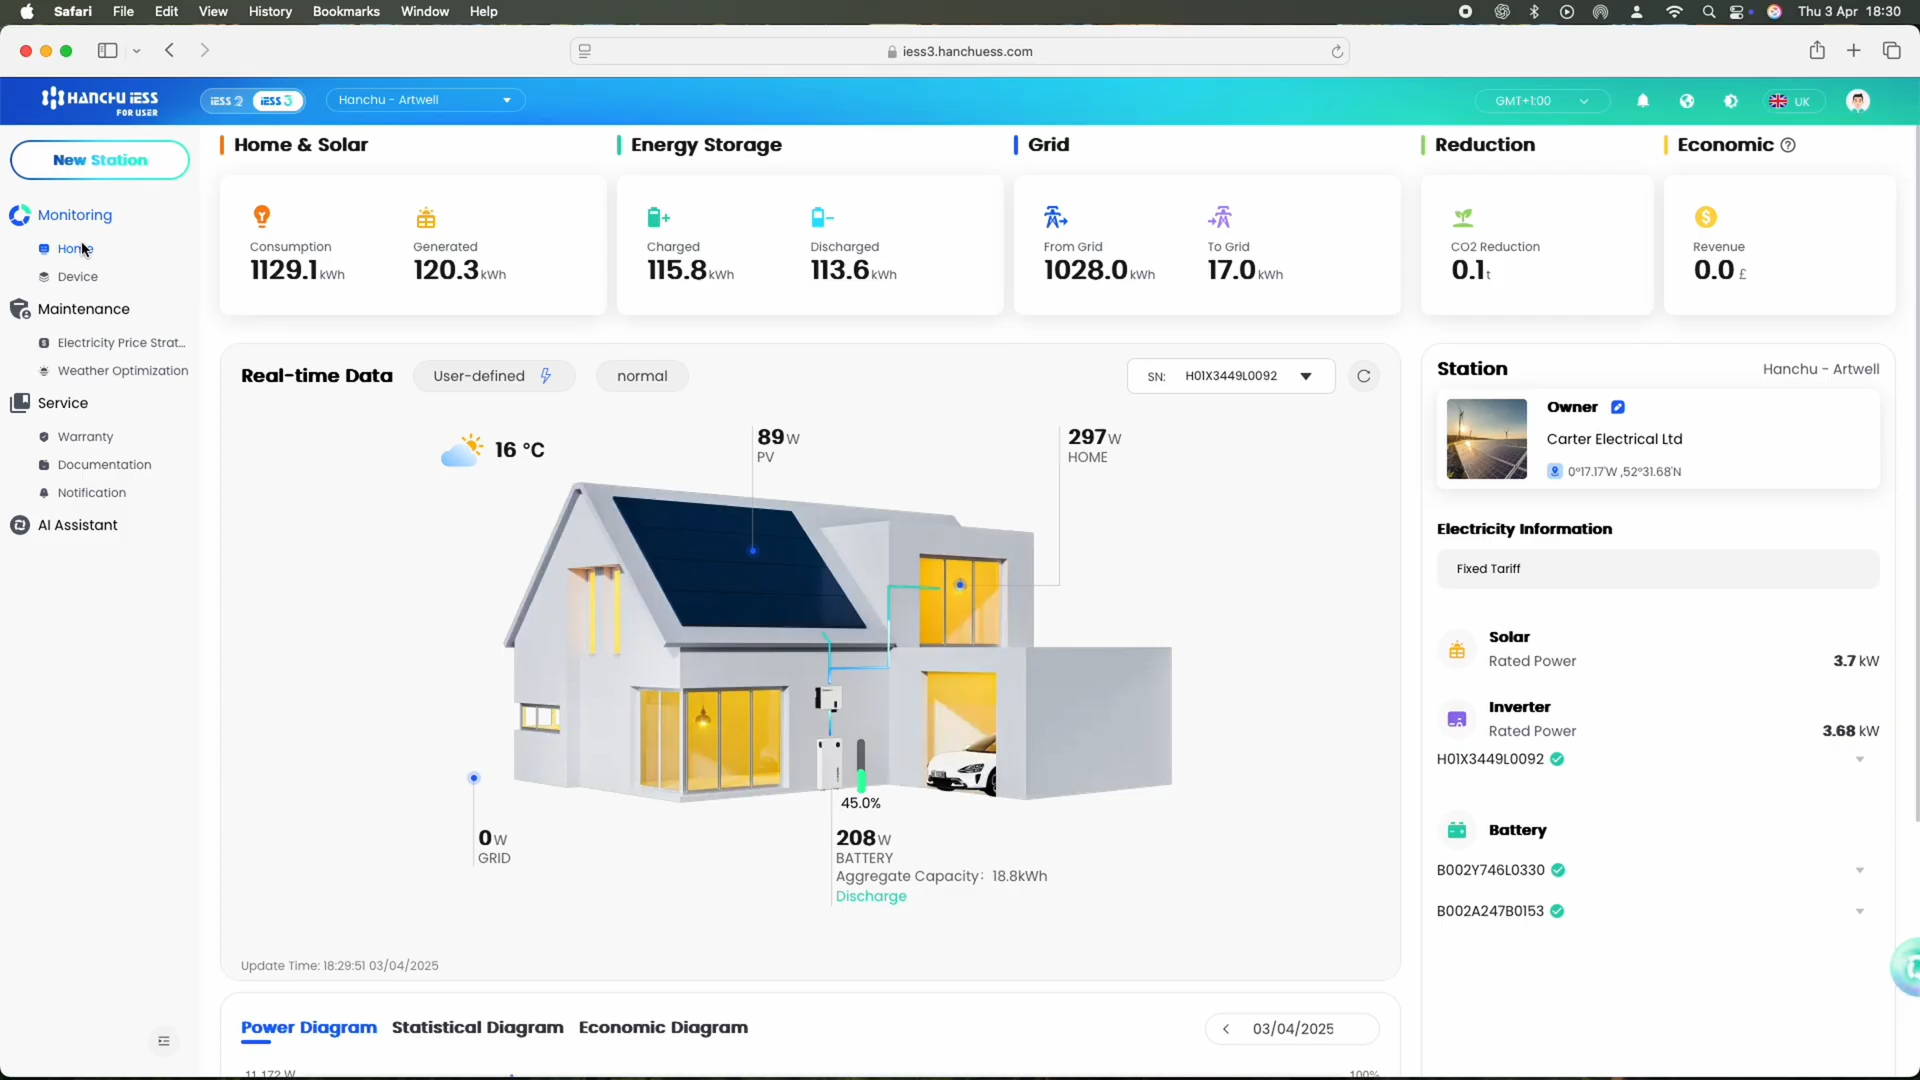 Safari File Edit View History Bookmarks Window Help
Thu 3 Apr 18:30
iess3.hanchuess.com
HANCHU iESS
FOR USER
iESS 2 iESS 3
Hanchu - Artwell
GMT+1:00
UK
New Station
Monitoring
Home
Device
Maintenance
Electricity Price Strat...
Weather Optimization
Service
Warranty
Documentation
Notification
AI Assistant
Home & Solar
Consumption
1129.1 kWh
Generated
120.3 kWh
Energy Storage
Charged
115.8 kWh
Discharged
113.6 kWh
Grid
From Grid
1028.0 kWh
To Grid
17.0 kWh
Reduction
CO2 Reduction
0.1 t
Economic
Revenue
0.0 £
Real-time Data
User-defined
normal
SN: H01X3449L0092
16 °C
89 W
PV
297 W
HOME
45.0%
0 W
GRID
208 W
BATTERY
Aggregate Capacity: 18.8kWh
Discharge
Update Time: 18:29:51 03/04/2025
Station
Hanchu - Artwell
Owner
Carter Electrical Ltd
0°17.17'W ,52°31.68'N
Electricity Information
Fixed Tariff
Solar
Rated Power 3.7 kW
Inverter
Rated Power 3.68 kW
H01X3449L0092
Battery
B002Y746L0330
B002A247B0153
Power Diagram Statistical Diagram Economic Diagram
03/04/2025
11,172 W
100%